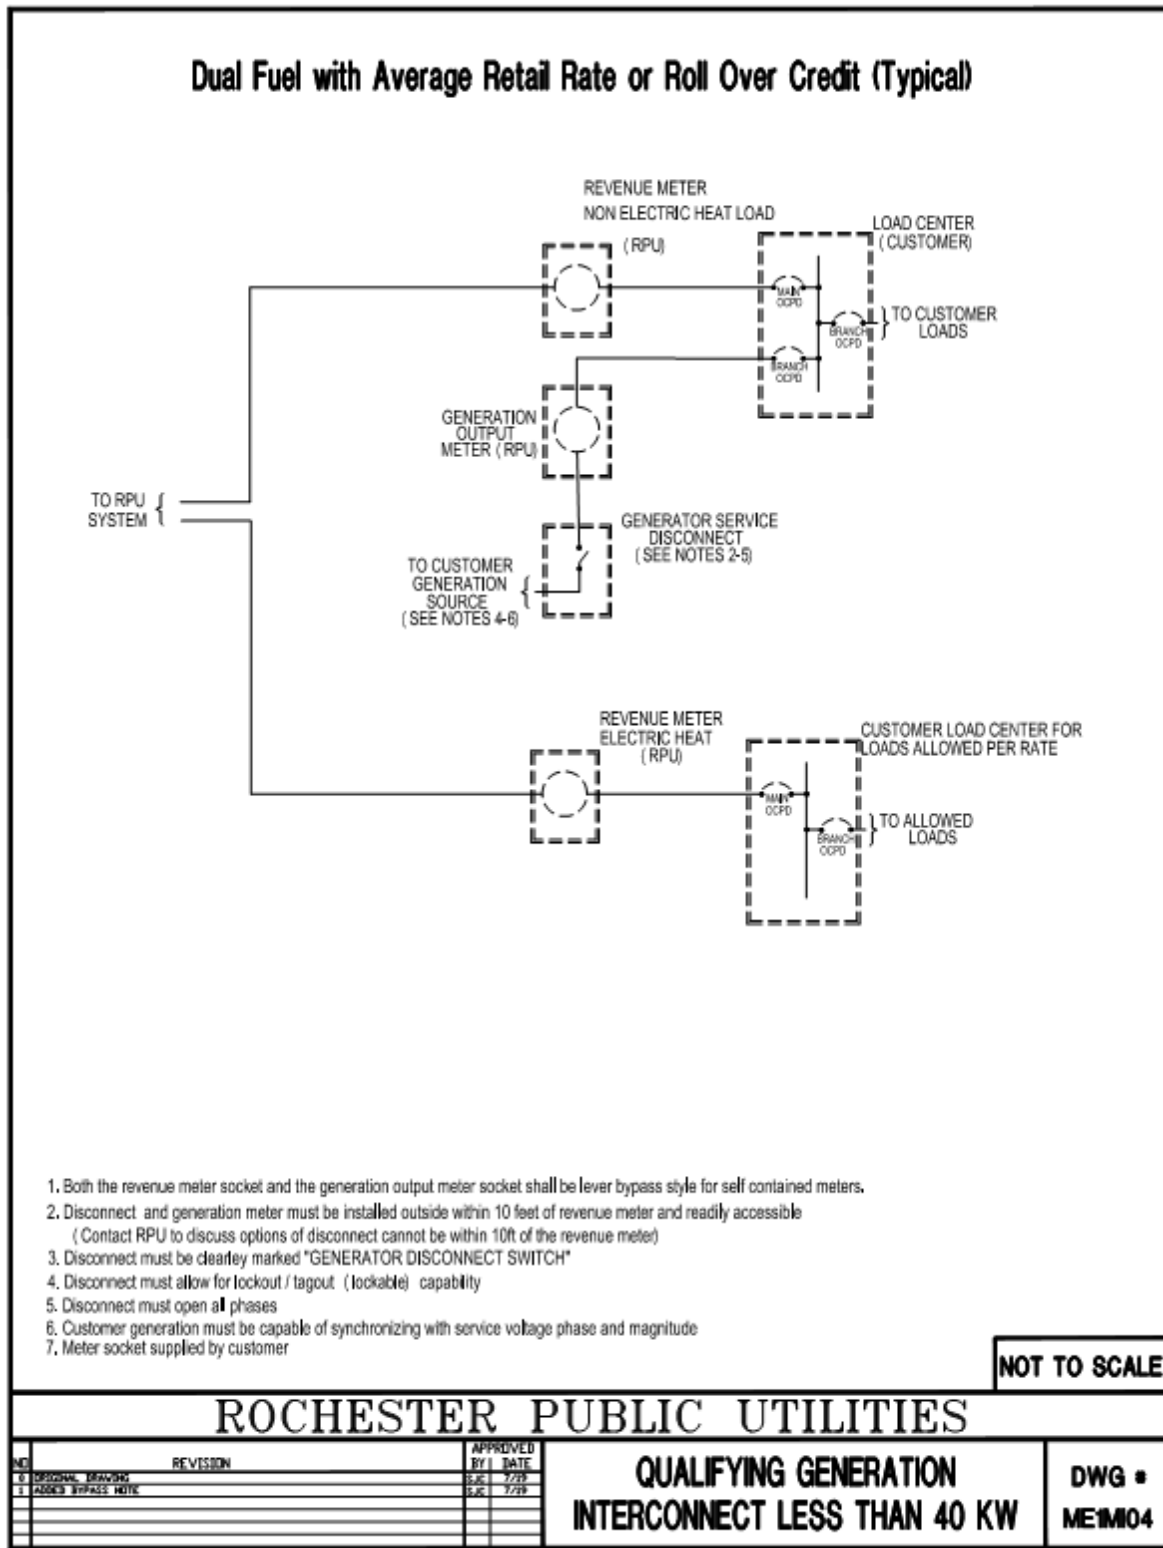 Dual Fuel with Average Retail Rate or Roll Over Credit (Typical)
REVENUE METER
NON ELECTRIC HEAT LOAD
(RPU)
LOAD CENTER
(CUSTOMER)
MAIN
OCPD
BRANCH
OCPD
TO CUSTOMER
LOADS
BRANCH
OCPD
GENERATION
OUTPUT
METER (RPU)
TO RPU
SYSTEM
GENERATOR SERVICE
DISCONNECT
(SEE NOTES 2-5)
TO CUSTOMER
GENERATION
SOURCE
(SEE NOTES 4-6)
REVENUE METER
ELECTRIC HEAT
(RPU)
CUSTOMER LOAD CENTER FOR
LOADS ALLOWED PER RATE
MAIN
OCPD
BRANCH
OCPD
TO ALLOWED
LOADS
1. Both the revenue meter socket and the generation output meter socket shall be lever bypass style for self contained meters.
2. Disconnect and generation meter must be installed outside within 10 feet of revenue meter and readily accessible
(Contact RPU to discuss options of disconnect cannot be within 10ft of the revenue meter)
3. Disconnect must be clearley marked "GENERATOR DISCONNECT SWITCH"
4. Disconnect must allow for lockout / tagout (lockable) capability
5. Disconnect must open all phases
6. Customer generation must be capable of synchronizing with service voltage phase and magnitude
7. Meter socket supplied by customer
NOT TO SCALE
ROCHESTER PUBLIC UTILITIES
NO REVISION APPROVED BY DATE
0 ORIGINAL DRAWING SJC 7/19
1 ADDED BYPASS NOTE SJC 7/19
QUALIFYING GENERATION
INTERCONNECT LESS THAN 40 KW
DWG #
ME1MI04